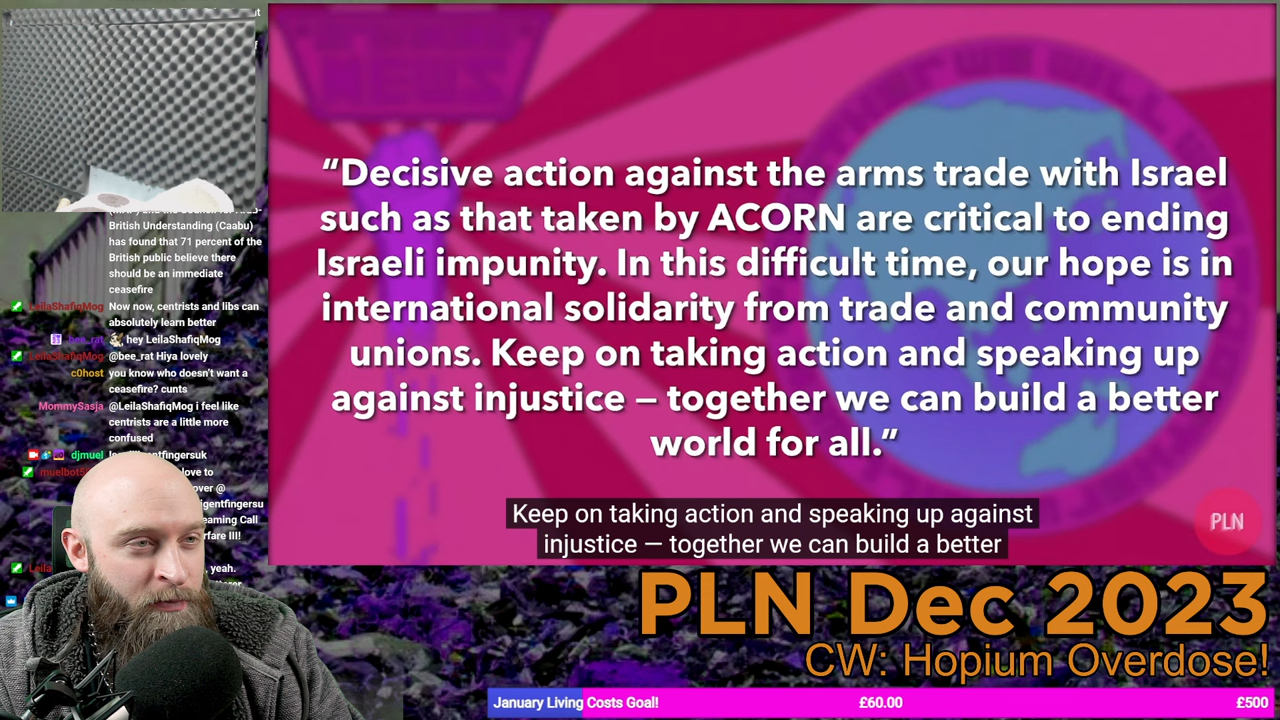 “Decisive action against the arms trade with Israel
such as that taken by ACORN are critical to ending
Israeli impunity. In this difficult time, our hope is in
international solidarity from trade and community
unions. Keep on taking action and speaking up
against injustice – together we can build a better
world for all.”
Keep on taking action and speaking up against
injustice — together we can build a better
PLN
British Understanding (Caabu)
has found that 71 percent of the
British public believe there
should be an immediate
ceasefire
LeilaShafiqMog Now now, centrists and libs can
absolutely learn better
bee_rat hey LeilaShafiqMog
LeilaShafiqMog @bee_rat Hiya lovely
c0host you know who doesn't want a
ceasefire? cunts
MommySasja @LeilaShafiqMog i feel like
centrists are a little more
confused
djmuel
love to
over @
eaming Call
yeah.
PLN Dec 2023
CW: Hopium Overdose!
January Living Costs Goal! £60.00 £500